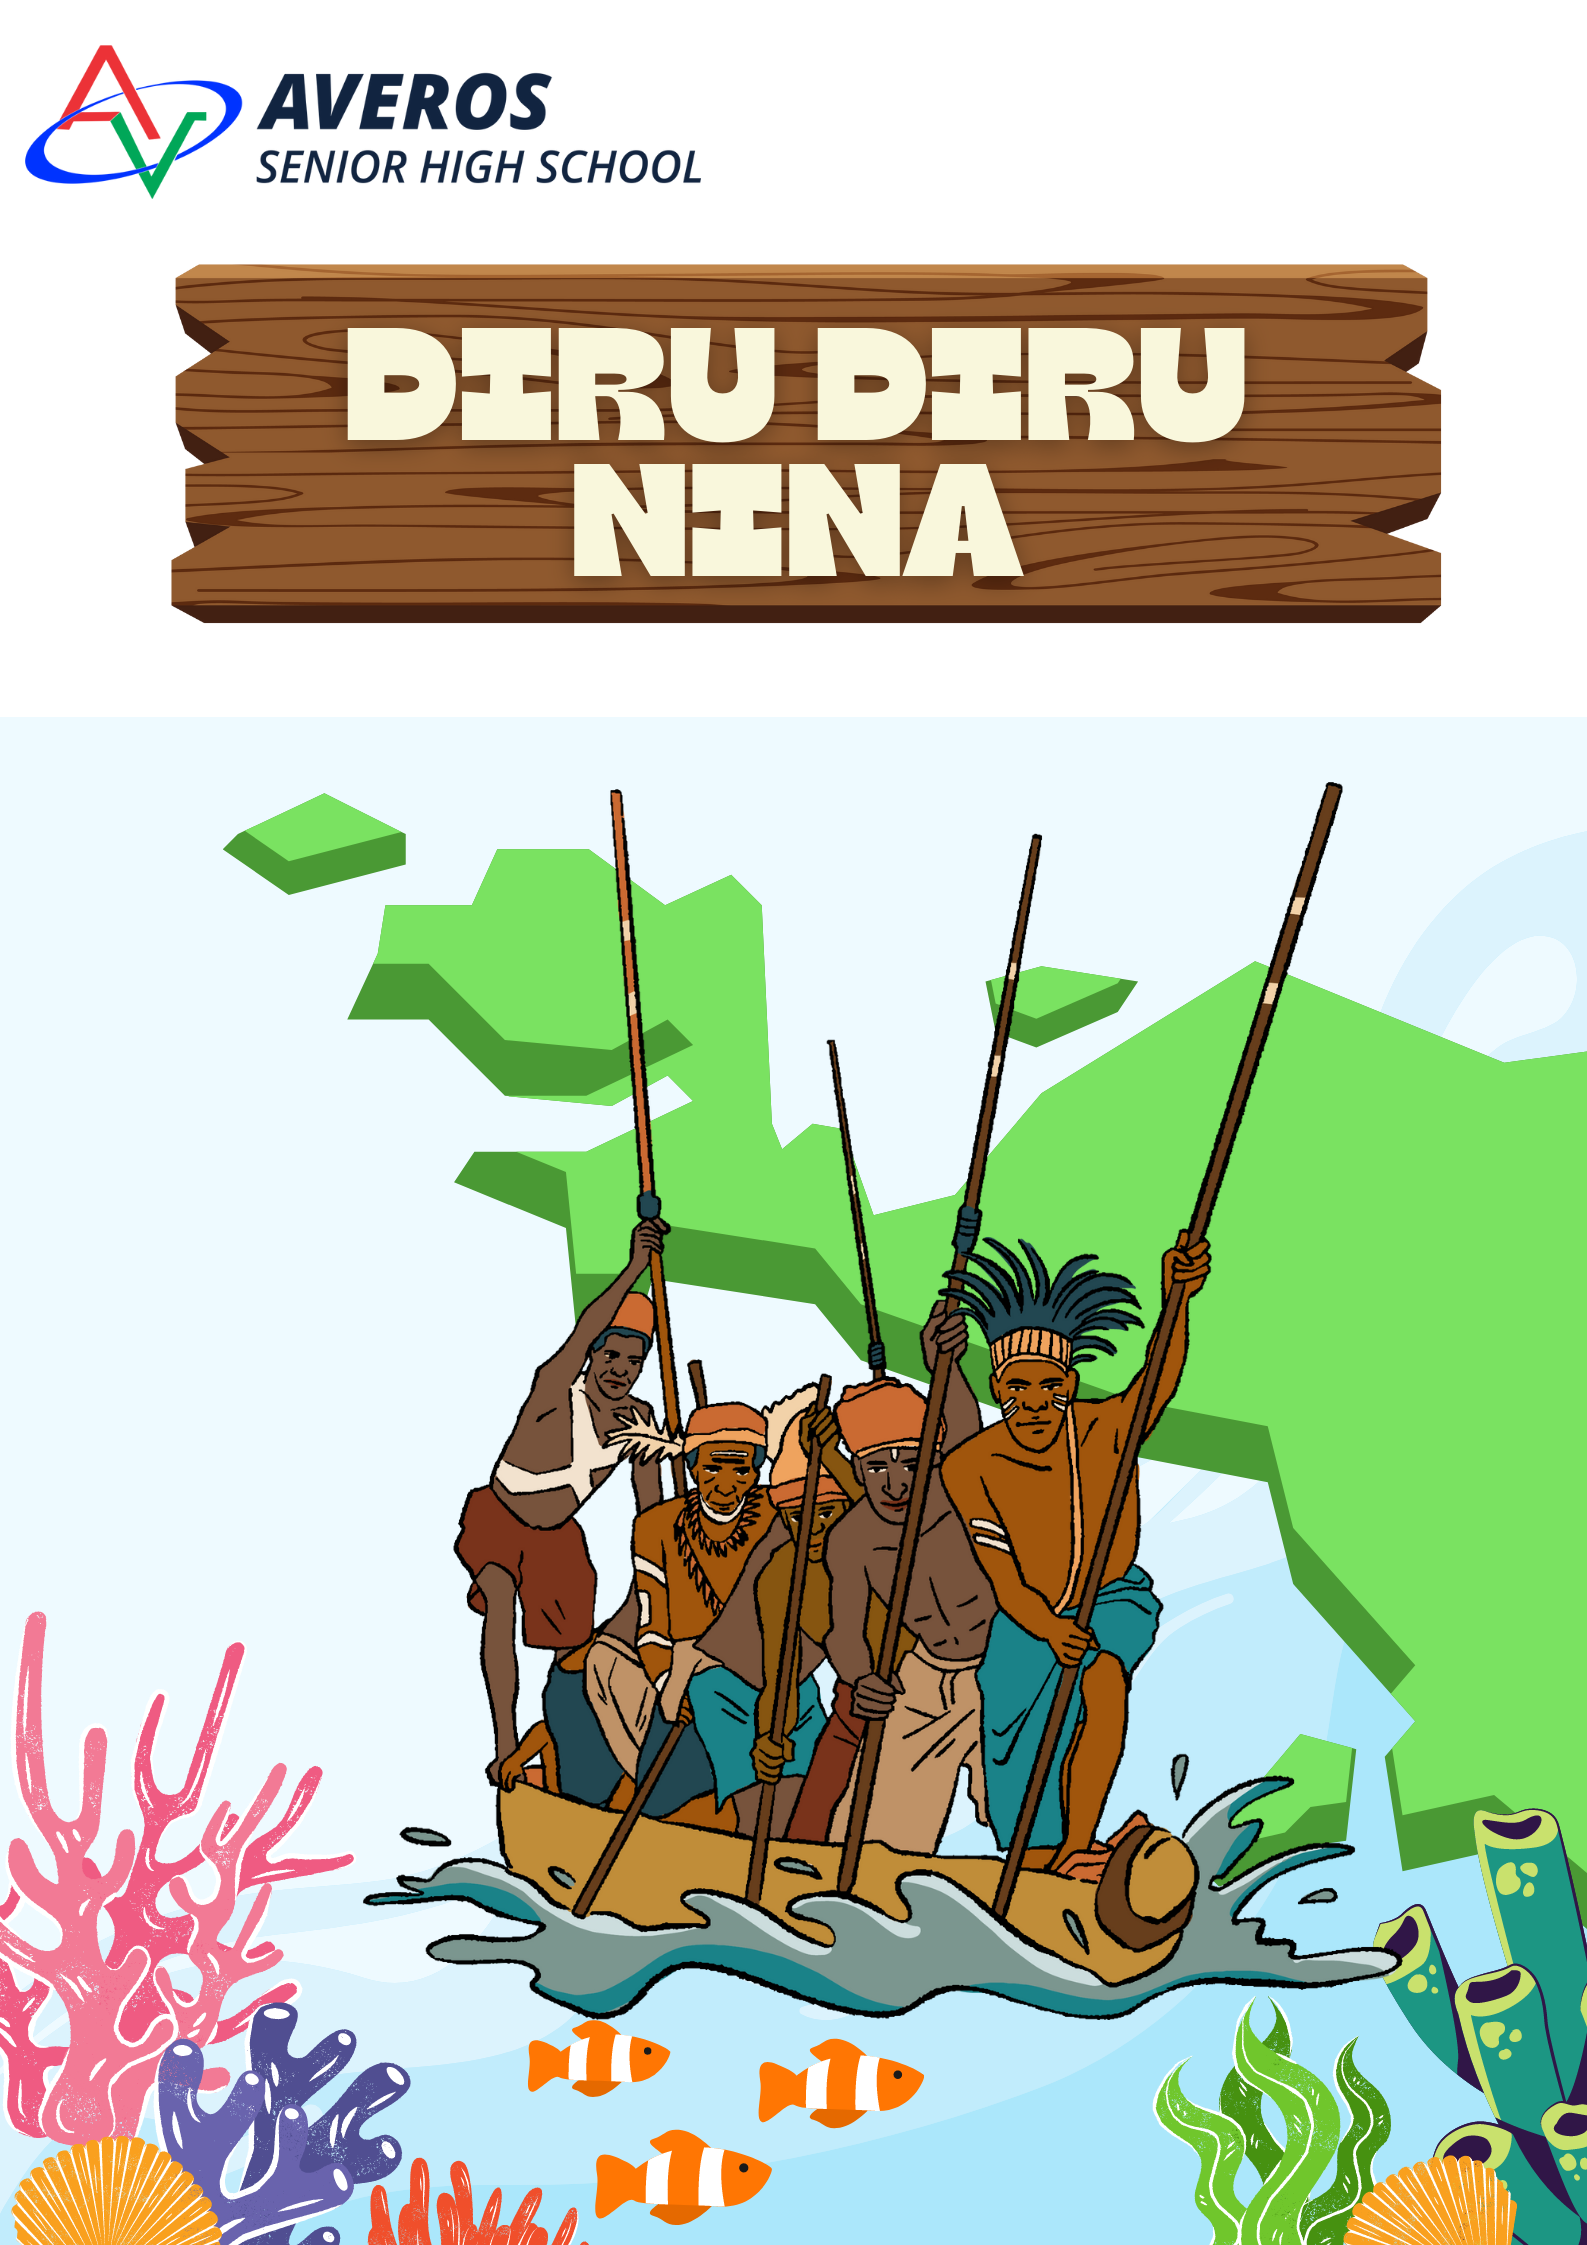 AVEROS
SENIOR HIGH SCHOOL
DIRU DIRU
NINA